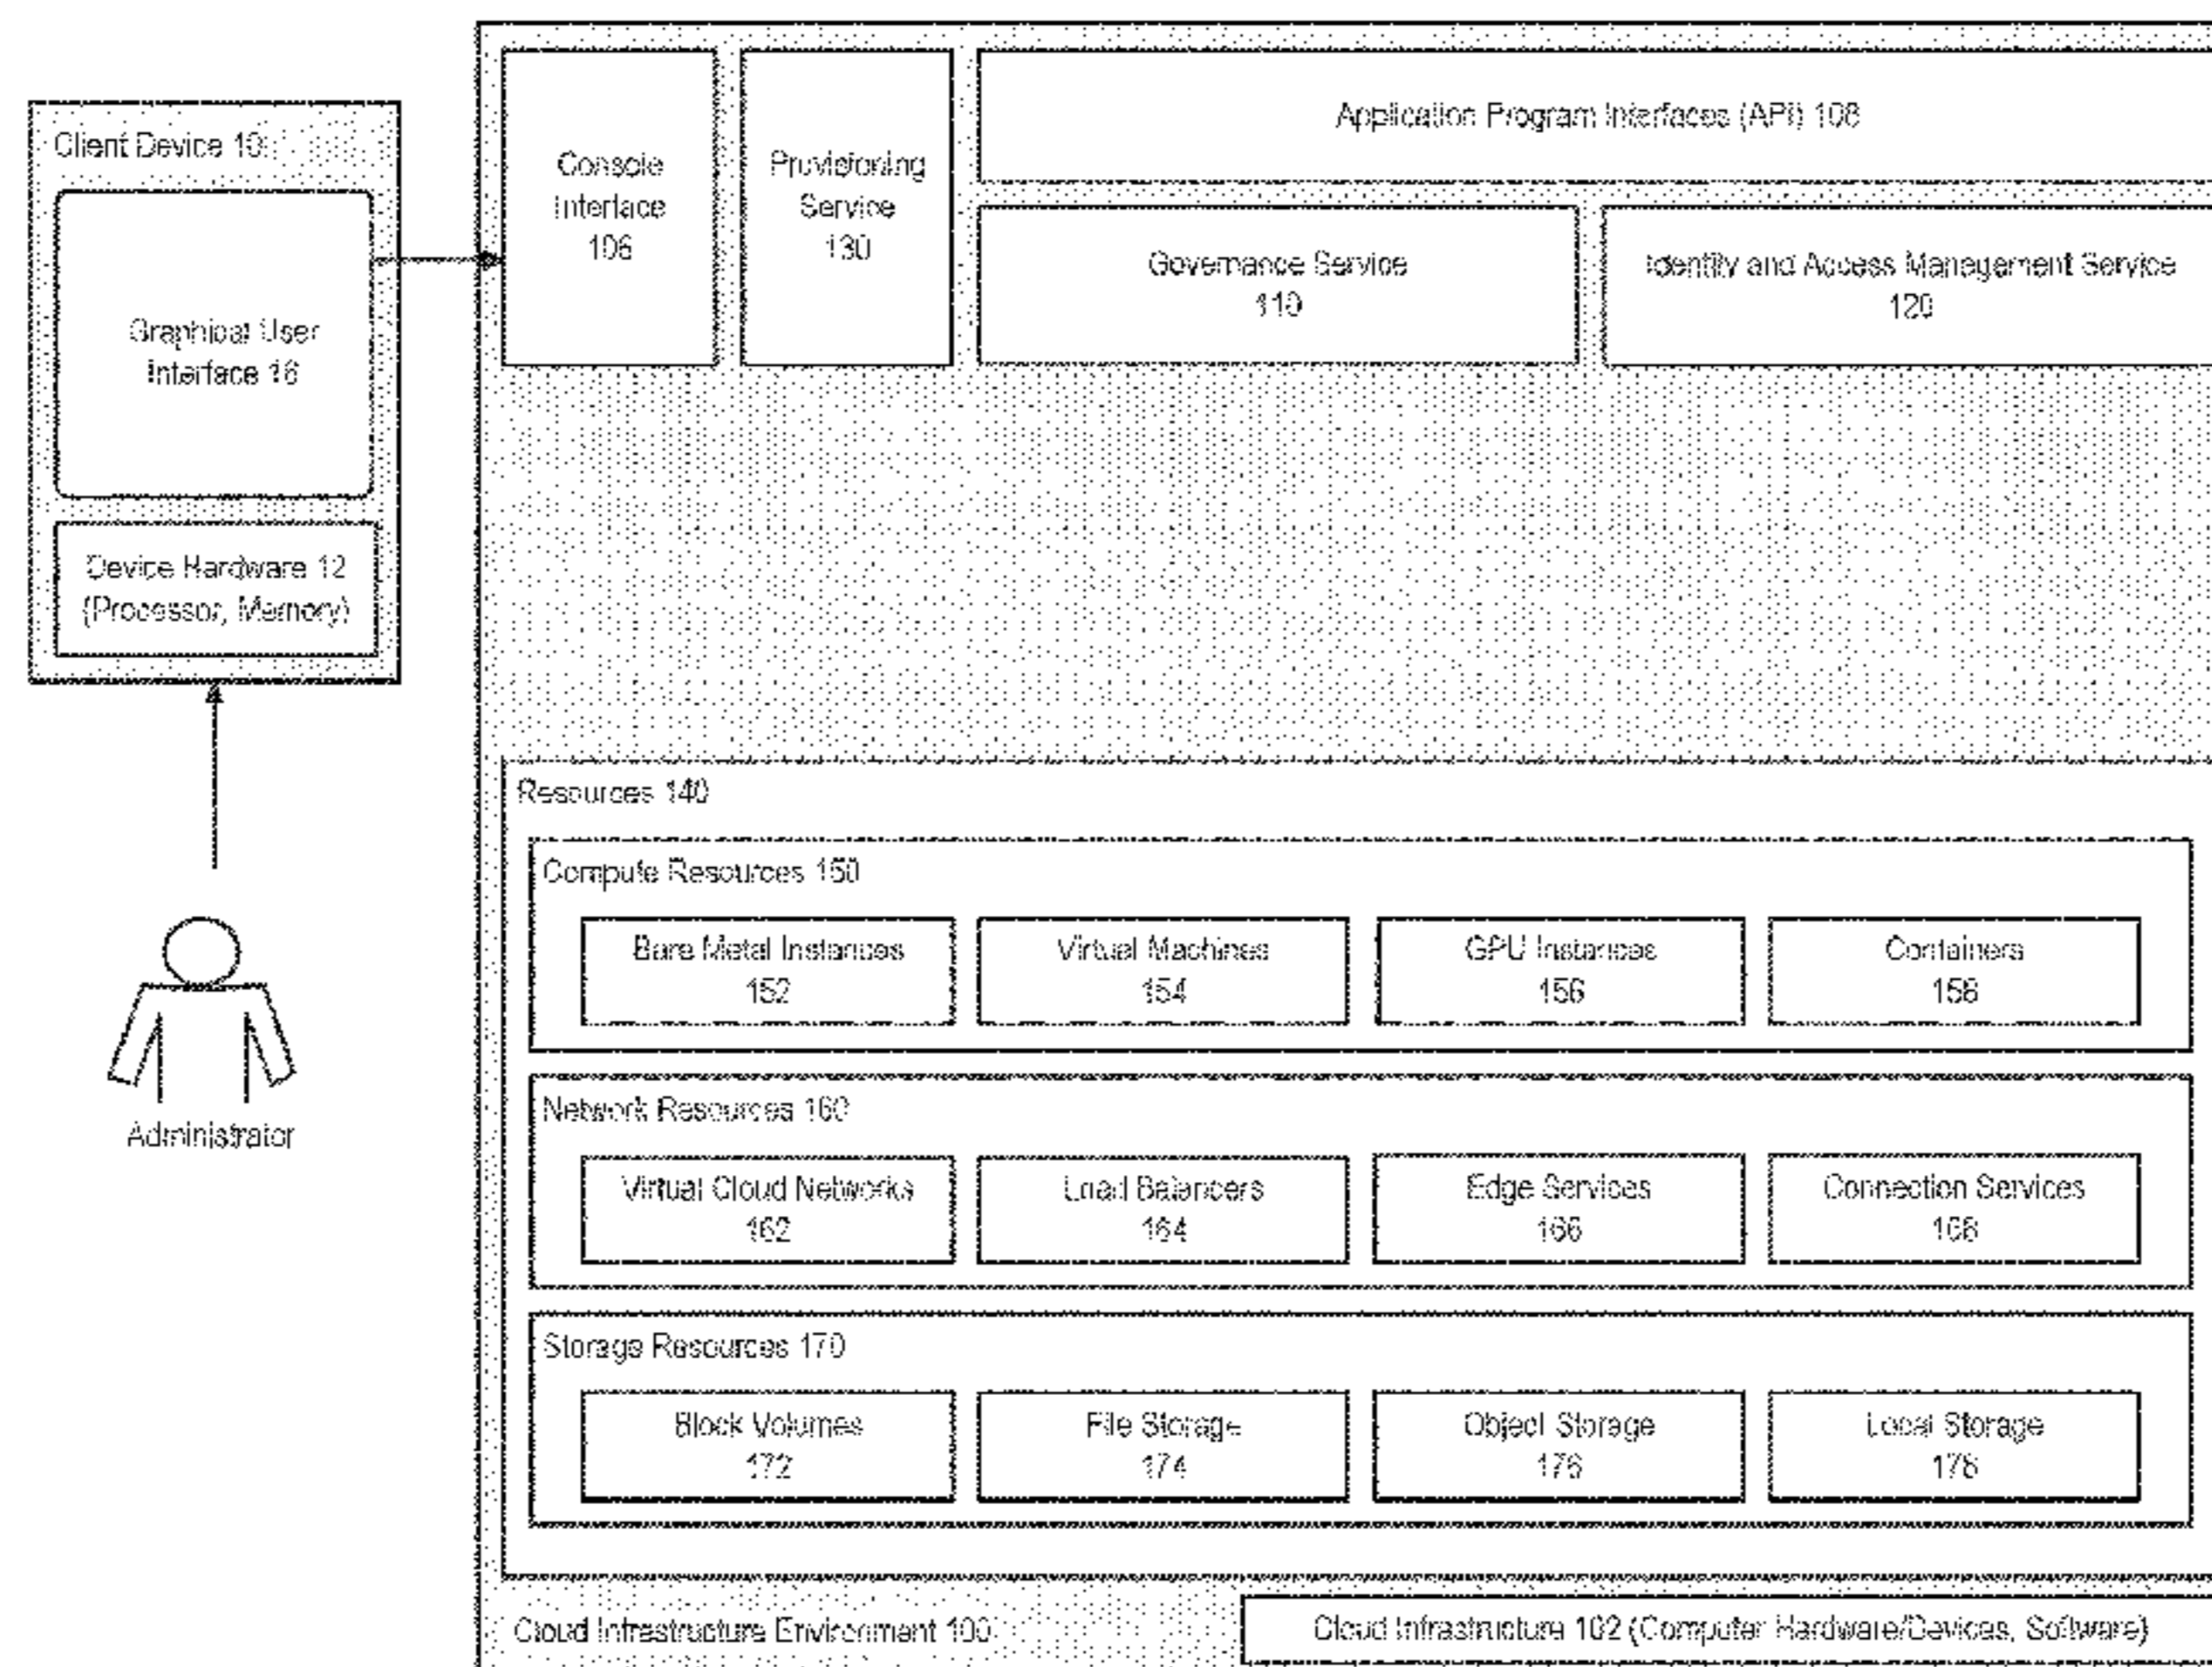 Client Device 10
Graphical User
Interface 16
Device Hardware 12
(Processor, Memory)
Administrator
Console
Interface
106
Provisioning
Service
130
Application Program Interfaces (API) 108
Governance Service
110
Identity and Access Management Service
120
Resources 140
Compute Resources 150
Bare Metal Instances
152
Virtual Machines
154
GPU Instances
156
Containers
158
Network Resources 160
Virtual Cloud Networks
162
Load Balancers
164
Edge Services
166
Connection Services
168
Storage Resources 170
Block Volumes
172
File Storage
174
Object Storage
176
Local Storage
178
Cloud Infrastructure Environment 100
Cloud Infrastructure 102 (Computer Hardware/Devices, Software)